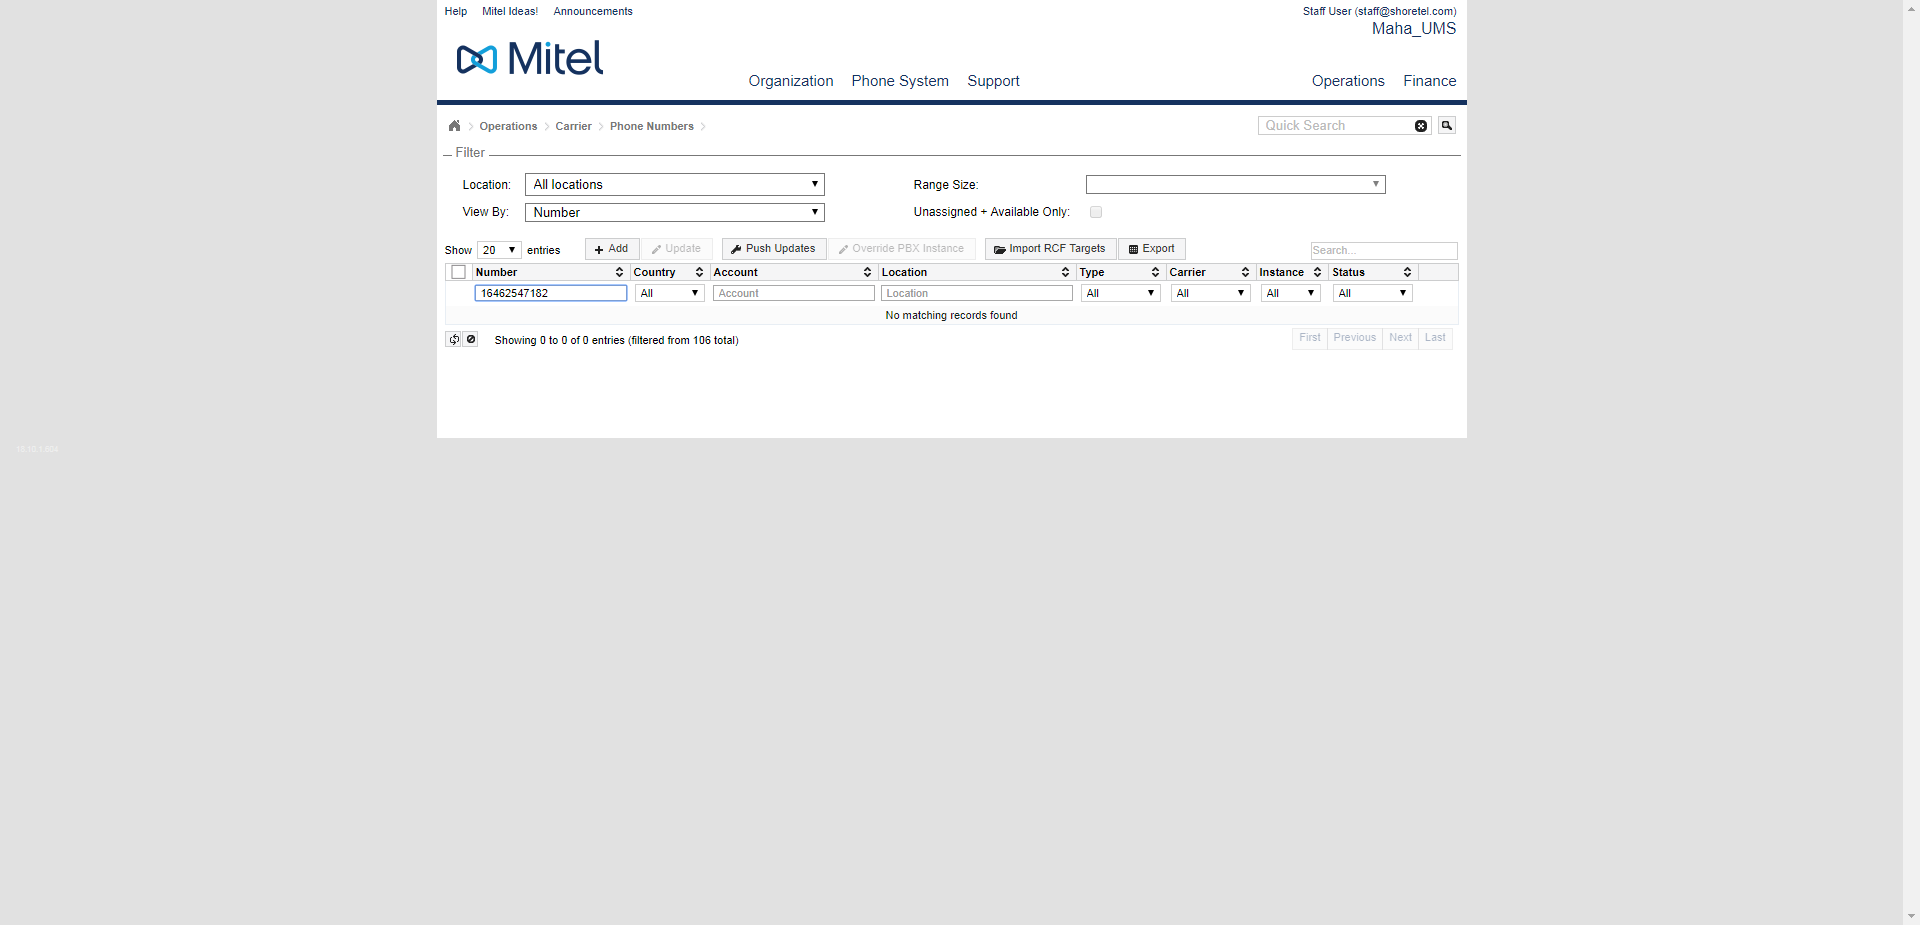 Help Mitel Ideas! Announcements Staff User (staff@shoretel.com)
Maha_UMS
Mitel
Organization Phone System Support Operations Finance
Operations Carrier Phone Numbers Quick Search
Filter
Location: All locations Range Size:
View By: Number Unassigned + Available Only:
Show 20 entries Add Update Push Updates Override PBX Instance Import RCF Targets Export Search...
Number Country Account Location Type Carrier Instance Status
16462547182 All Account Location All All All All
No matching records found
Showing 0 to 0 of 0 entries (filtered from 106 total) First Previous Next Last